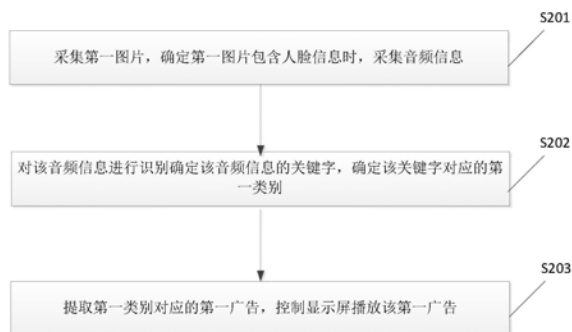 S201
采集第一图片，确定第一图片包含人脸信息时，采集音频信息
S202
对该音频信息进行识别确定该音频信息的关键字，确定该关键字对应的第
一类别
S203
提取第一类别对应的第一广告，控制显示屏播放该第一广告